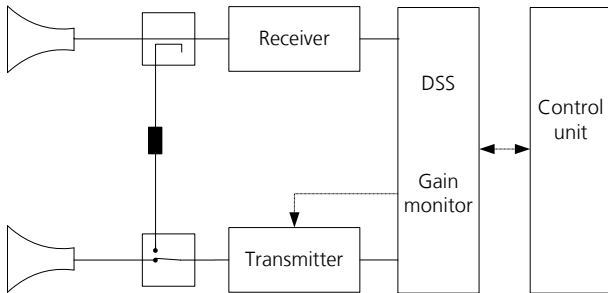 Receiver
DSS
Control
unit
Gain
monitor
Transmitter